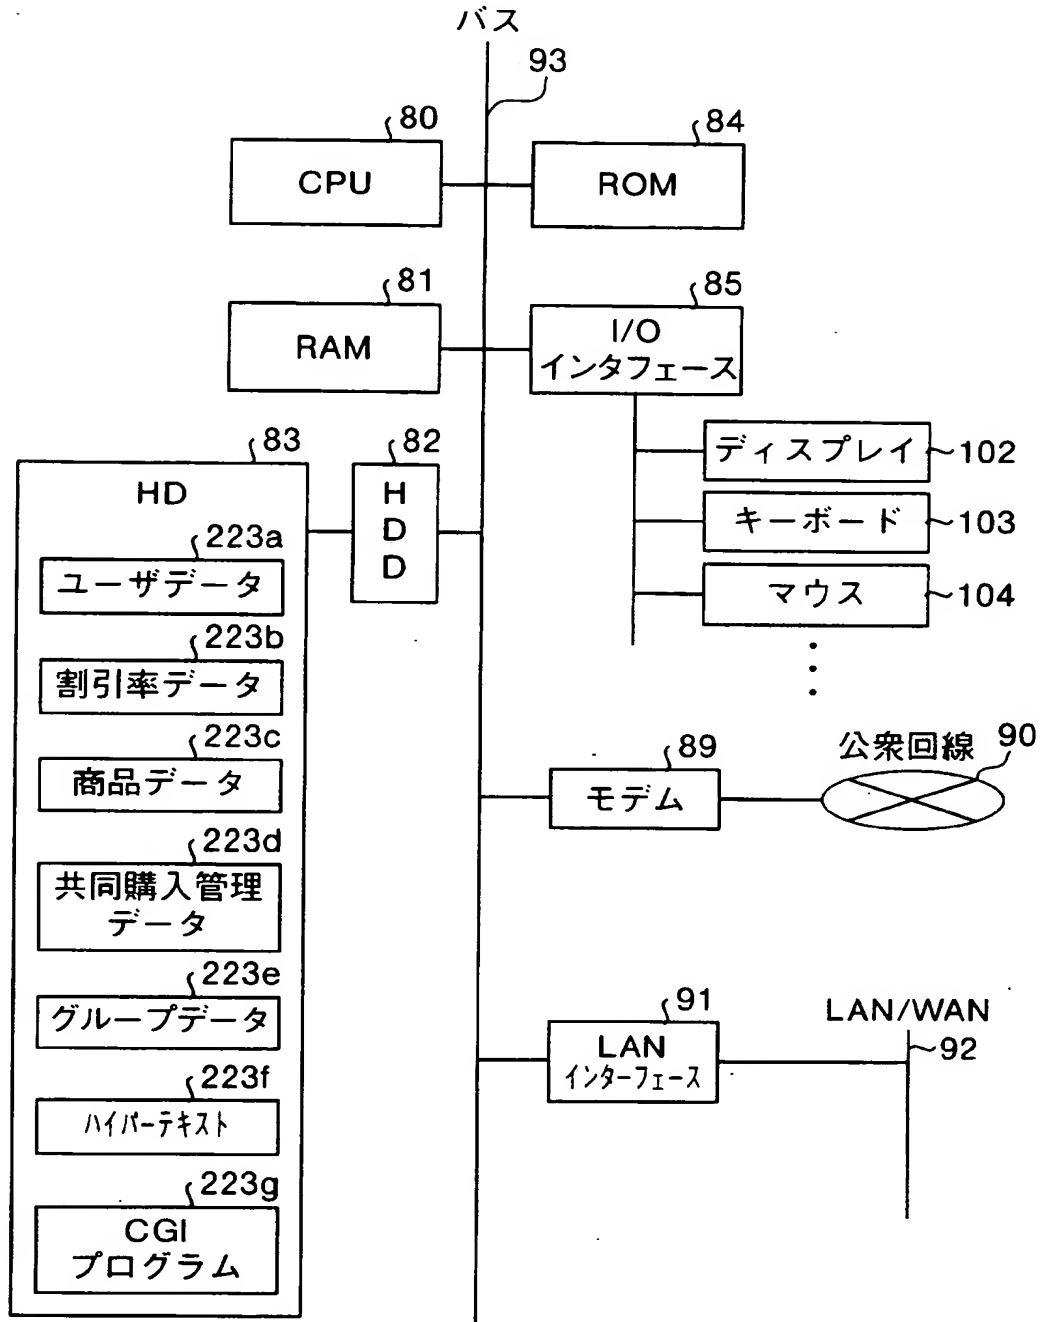 バス
93
80
CPU
84
ROM
81
RAM
85
I/O
インタフェース
83
HD
82
H
D
D
ディスプレイ
102
キーボード
103
マウス
104
223a
ユーザデータ
223b
割引率データ
223c
商品データ
223d
共同購入管理
データ
223e
グループデータ
223f
ハイパーテキスト
223g
CGI
プログラム
89
モデム
公衆回線
90
91
LAN
インターフェース
LAN/WAN
92